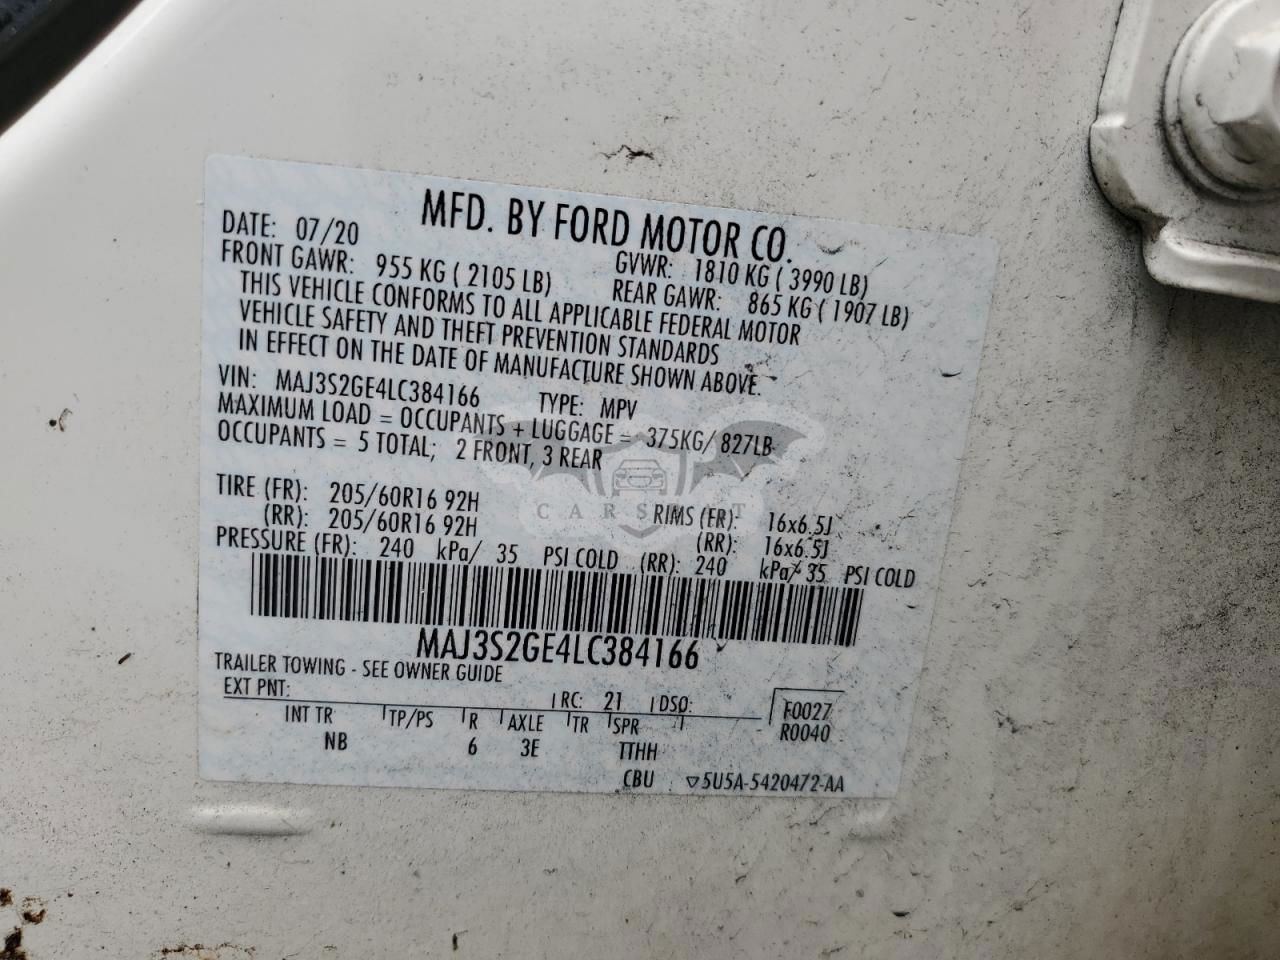 MFD. BY FORD MOTOR CO.
DATE: 07/20 GVWR: 1810 KG ( 3990 LB)
FRONT GAWR: 955 KG ( 2105 LB) REAR GAWR: 865 KG ( 1907 LB)
THIS VEHICLE CONFORMS TO ALL APPLICABLE FEDERAL MOTOR
VEHICLE SAFETY AND THEFT PREVENTION STANDARDS
IN EFFECT ON THE DATE OF MANUFACTURE SHOWN ABOVE.
VIN: MAJ3S2GE4LC384166 TYPE: MPV
MAXIMUM LOAD = OCCUPANTS + LUGGAGE = 375KG/ 827LB
OCCUPANTS = 5 TOTAL; 2 FRONT, 3 REAR
TIRE (FR): 205/60R16 92H RIMS (FR): 16x6.5J
(RR): 205/60R16 92H (RR): 16x6.5J
PRESSURE (FR): 240 kPa/ 35 PSI COLD (RR): 240 kPa/ 35 PSI COLD
MAJ3S2GE4LC384166
TRAILER TOWING - SEE OWNER GUIDE
EXT PNT: RC: 21 DSO: F0027
INT TR TP/PS R AXLE TR SPR R0040
NB 6 3E TTHH
CBU 5U5A-5420472-AA